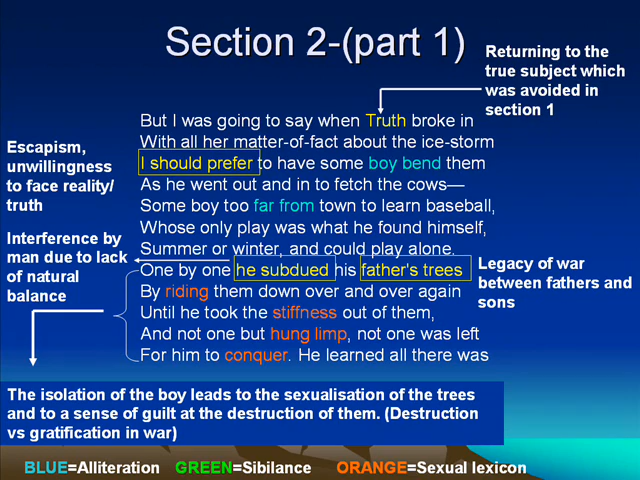 Section 2-(part 1)
Returning to the
true subject which
was avoided in
section 1
But I was going to say when Truth broke in
With all her matter-of-fact about the ice-storm
I should prefer to have some boy bend them
As he went out and in to fetch the cows—
Some boy too far from town to learn baseball,
Whose only play was what he found himself,
Summer or winter, and could play alone.
One by one he subdued his father's trees
By riding them down over and over again
Until he took the stiffness out of them,
And not one but hung limp, not one was left
For him to conquer. He learned all there was
Escapism,
unwillingness
to face reality/
truth
Interference by
man due to lack
of natural
balance
Legacy of war
between fathers and
sons
The isolation of the boy leads to the sexualisation of the trees
and to a sense of guilt at the destruction of them. (Destruction
vs gratification in war)
BLUE=Alliteration GREEN=Sibilance ORANGE=Sexual lexicon